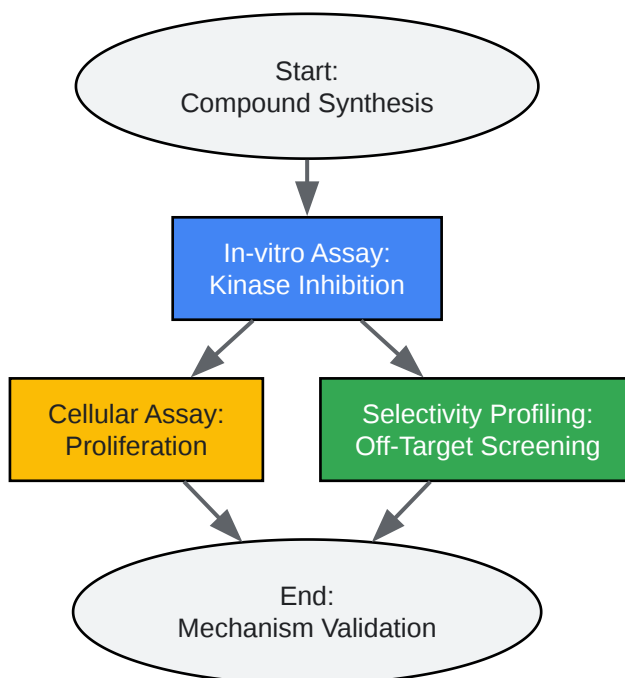 Start:
Compound Synthesis
In-vitro Assay:
Kinase Inhibition
Cellular Assay:
Proliferation
Selectivity Profiling:
Off-Target Screening
End:
Mechanism Validation